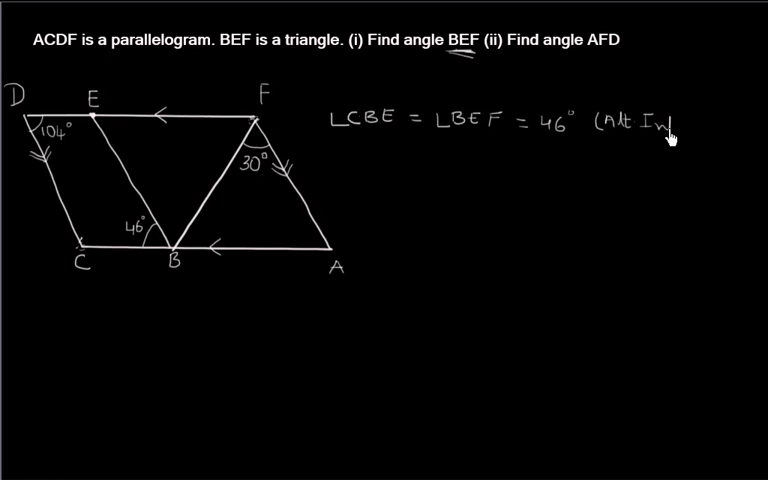 ACDF is a parallelogram. BEF is a triangle. (i) Find angle BEF (ii) Find angle AFD
D E F
∠CBE = ∠BEF = 46° (Alt. In
104°
30°
46°
C B A